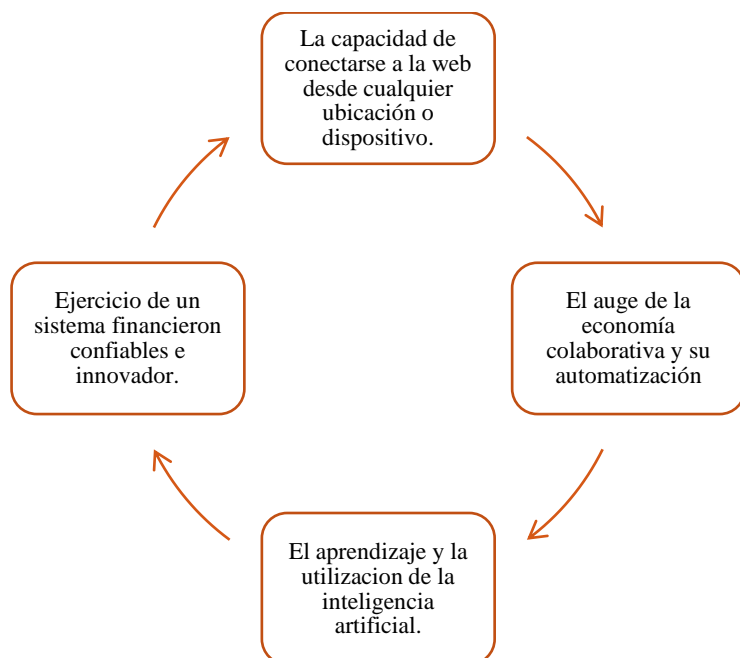 La capacidad de
conectarse a la web
desde cualquier
ubicación o
dispositivo.
El auge de la
economía
colaborativa y su
automatización
El aprendizaje y la
utilizacion de la
inteligencia
artificial.
Ejercicio de un
sistema financieron
confiables e
innovador.